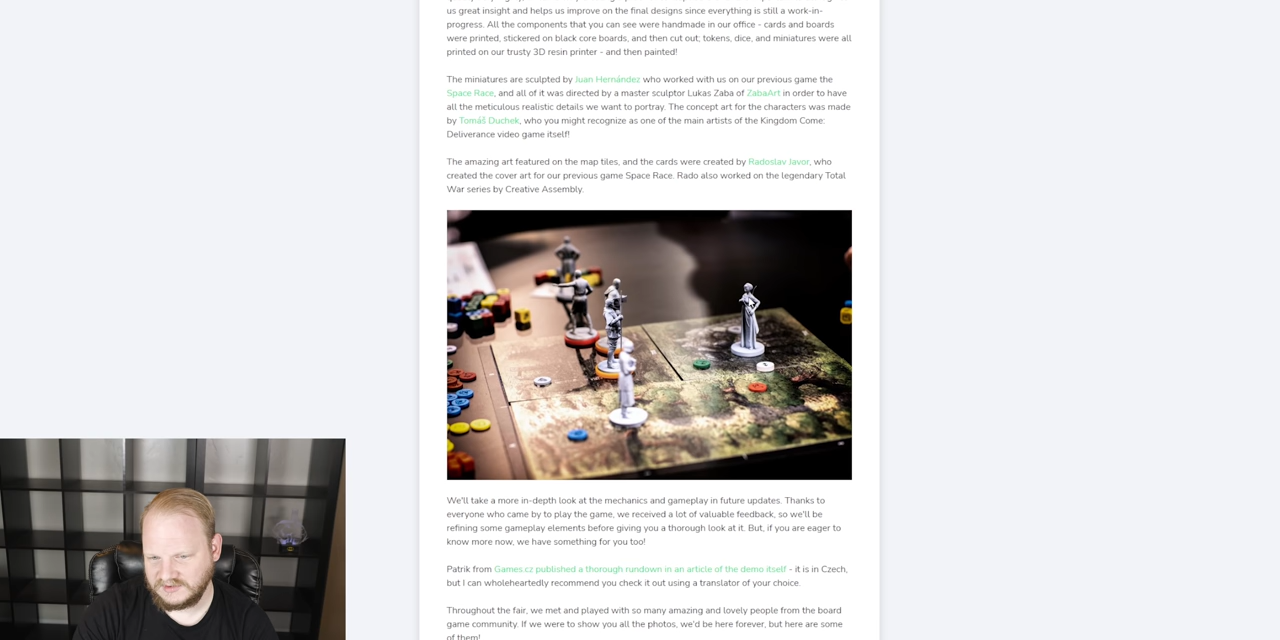 us great insight and helps us improve on the final designs since everything is still a work-in-
progress. All the components that you can see were handmade in our office - cards and boards
were printed, stickered on black core boards, and then cut out; tokens, dice, and miniatures were all
printed on our trusty 3D resin printer - and then painted!
The miniatures are sculpted by Juan Hernández who worked with us on our previous game the
Space Race, and all of it was directed by a master sculptor Lukas Zaba of ZabaArt in order to have
all the meticulous realistic details we want to portray. The concept art for the characters was made
by Tomáš Duchek, who you might recognize as one of the main artists of the Kingdom Come:
Deliverance video game itself!
The amazing art featured on the map tiles, and the cards were created by Radoslav Javor, who
created the cover art for our previous game Space Race. Rado also worked on the legendary Total
War series by Creative Assembly.
We'll take a more in-depth look at the mechanics and gameplay in future updates. Thanks to
everyone who came by to play the game, we received a lot of valuable feedback, so we'll be
refining some gameplay elements before giving you a thorough look at it. But, if you are eager to
know more now, we have something for you too!
Patrik from Games.cz published a thorough rundown in an article of the demo itself - it is in Czech,
but I can wholeheartedly recommend you check it out using a translator of your choice.
Throughout the fair, we met and played with so many amazing and lovely people from the board
game community. If we were to show you all the photos, we'd be here forever, but here are some
of them!